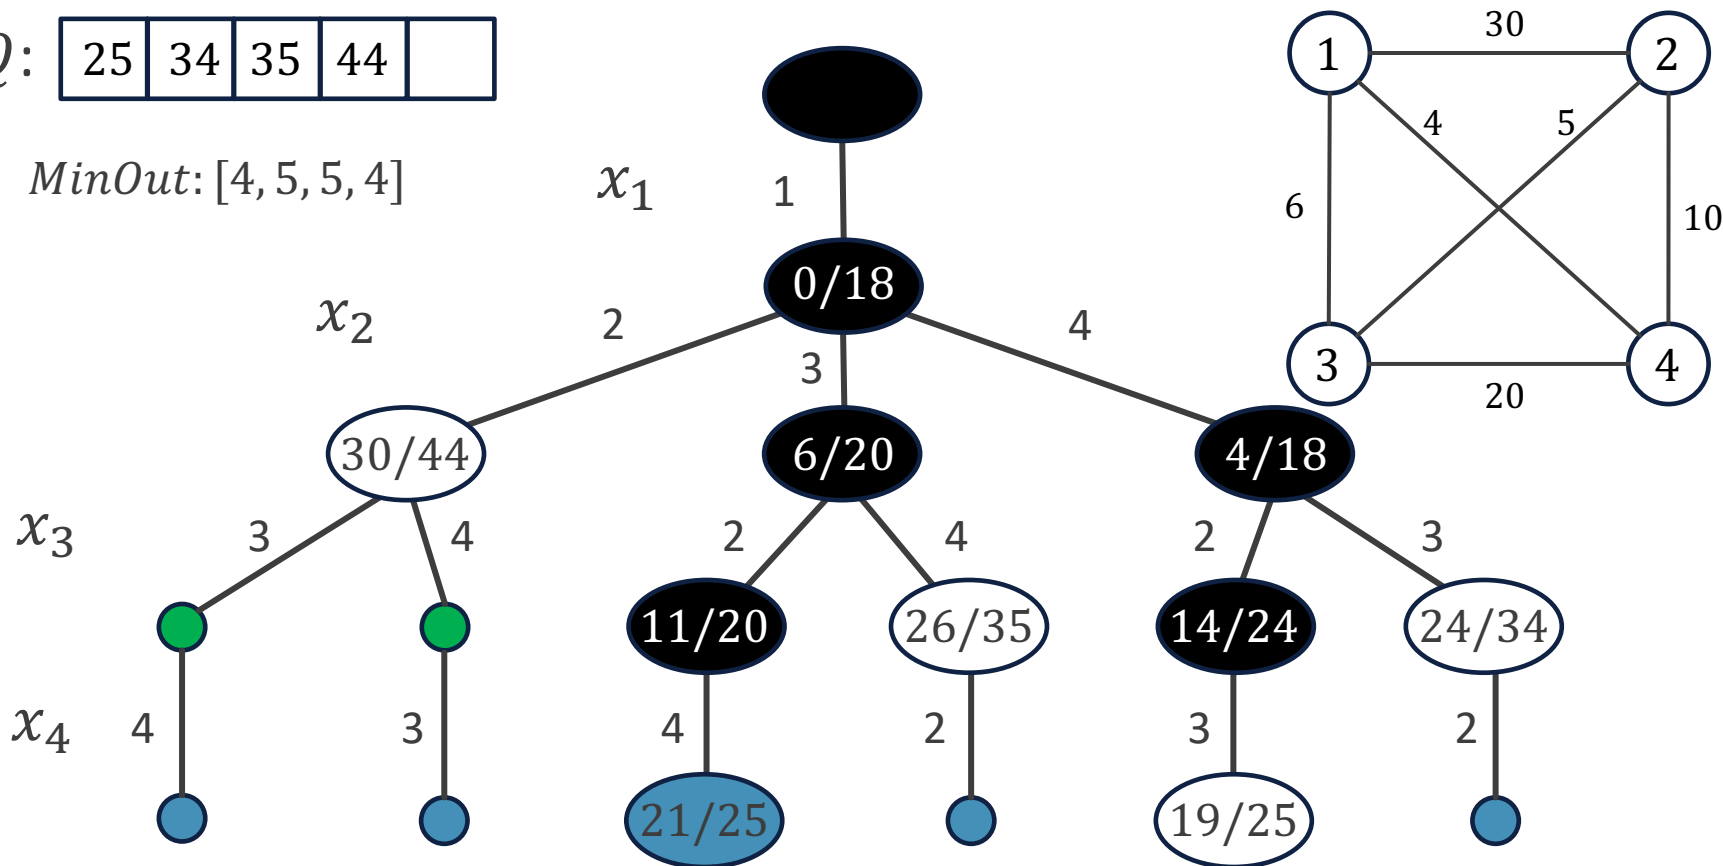 Q: 25 34 35 44
MinOut: [4, 5, 5, 4]
1 30 2
4 5
6 10
3 20 4
x₁ 1
0/18
x₂ 2 3 4
30/44 6/20 4/18
x₃ 3 4 2 4 2 3
11/20 26/35 14/24 24/34
x₄ 4 3 4 2 3 2
21/25 19/25